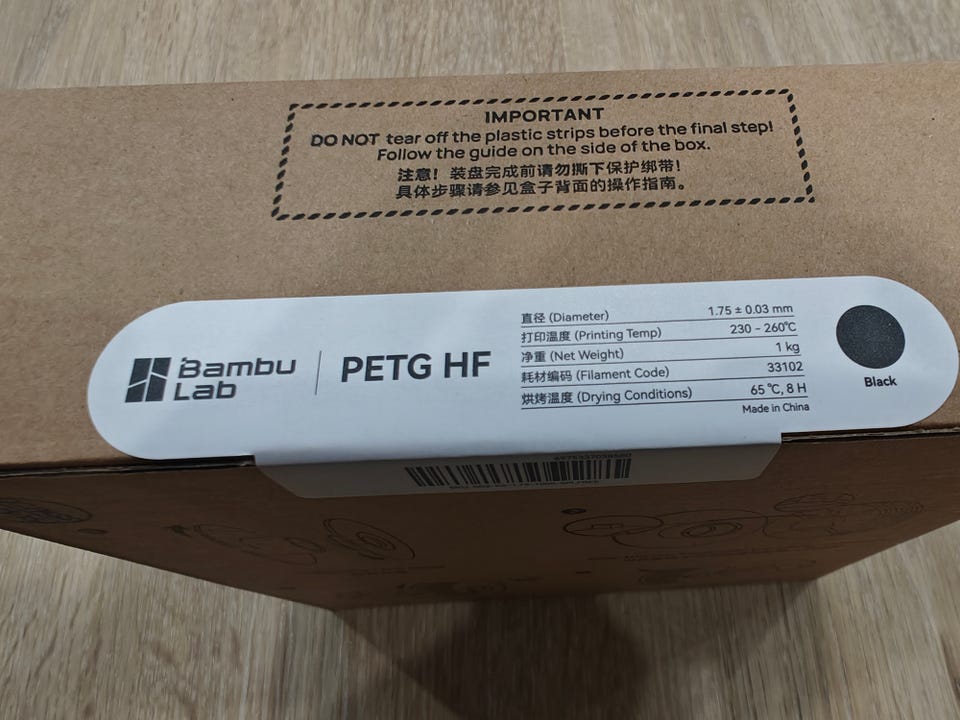 IMPORTANT
DO NOT tear off the plastic strips before the final step!
Follow the guide on the side of the box.
注意！装盘完成前请勿撕下保护绑带！
具体步骤请参见盒子背面的操作指南。
Bambu
Lab
PETG HF
直径 (Diameter) 1.75 ± 0.03 mm
打印温度 (Printing Temp) 230 - 260℃
净重 (Net Weight) 1 kg
耗材编码 (Filament Code) 33102
烘烤温度 (Drying Conditions) 65 ℃, 8 H
Made in China
Black